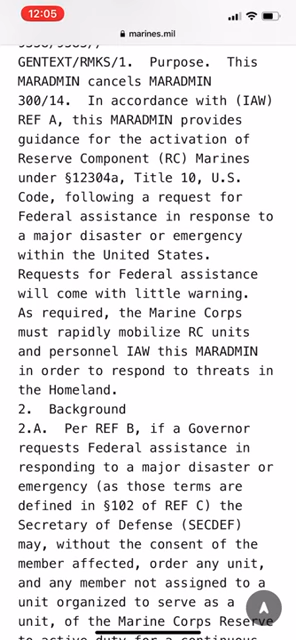 12:05
marines.mil
GENTEXT/RMKS/1.  Purpose.  This
MARADMIN cancels MARADMIN
300/14.  In accordance with (IAW)
REF A, this MARADMIN provides
guidance for the activation of
Reserve Component (RC) Marines
under §12304a, Title 10, U.S.
Code, following a request for
Federal assistance in response to
a major disaster or emergency
within the United States.
Requests for Federal assistance
will come with little warning.
As required, the Marine Corps
must rapidly mobilize RC units
and personnel IAW this MARADMIN
in order to respond to threats in
the Homeland.
2.  Background
2.A.  Per REF B, if a Governor
requests Federal assistance in
responding to a major disaster or
emergency (as those terms are
defined in §102 of REF C) the
Secretary of Defense (SECDEF)
may, without the consent of the
member affected, order any unit,
and any member not assigned to a
unit organized to serve as a
unit, of the Marine Corps Reserve
to active duty for a continuous